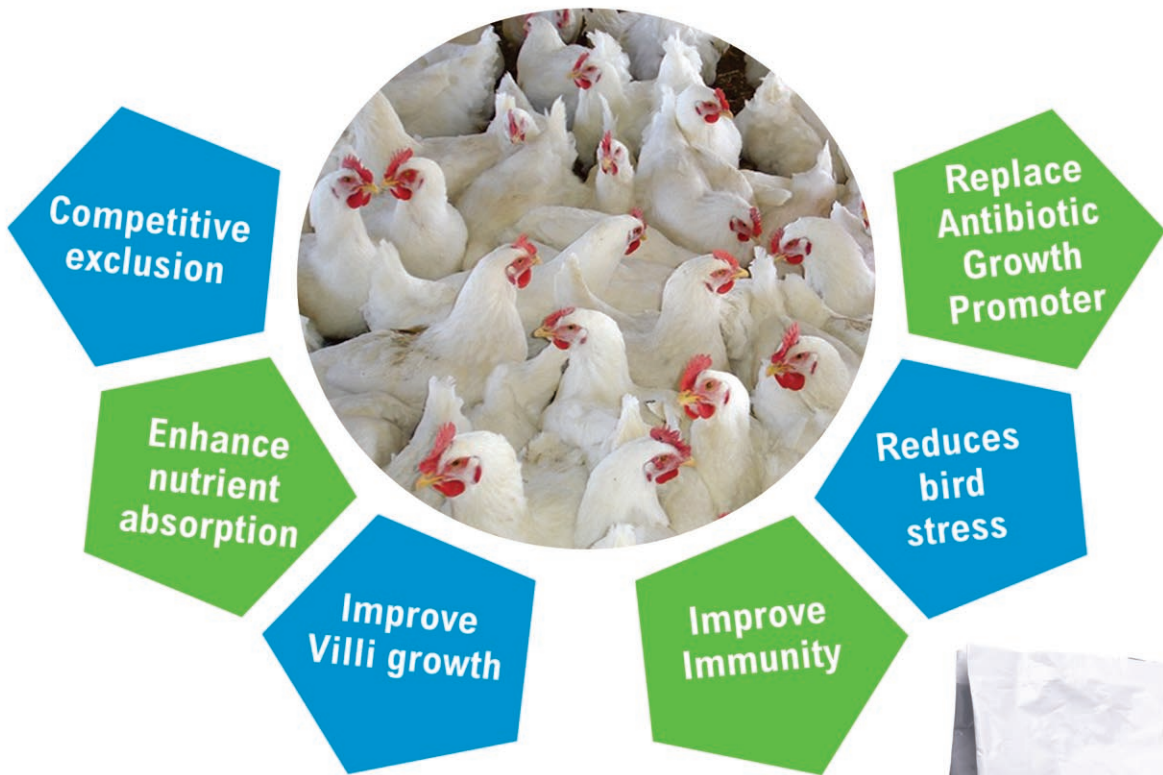 Competitive
exclusion
Enhance
nutrient
absorption
Improve
Villi growth
Improve
Immunity
Reduces
bird
stress
Replace
Antibiotic
Growth
Promoter